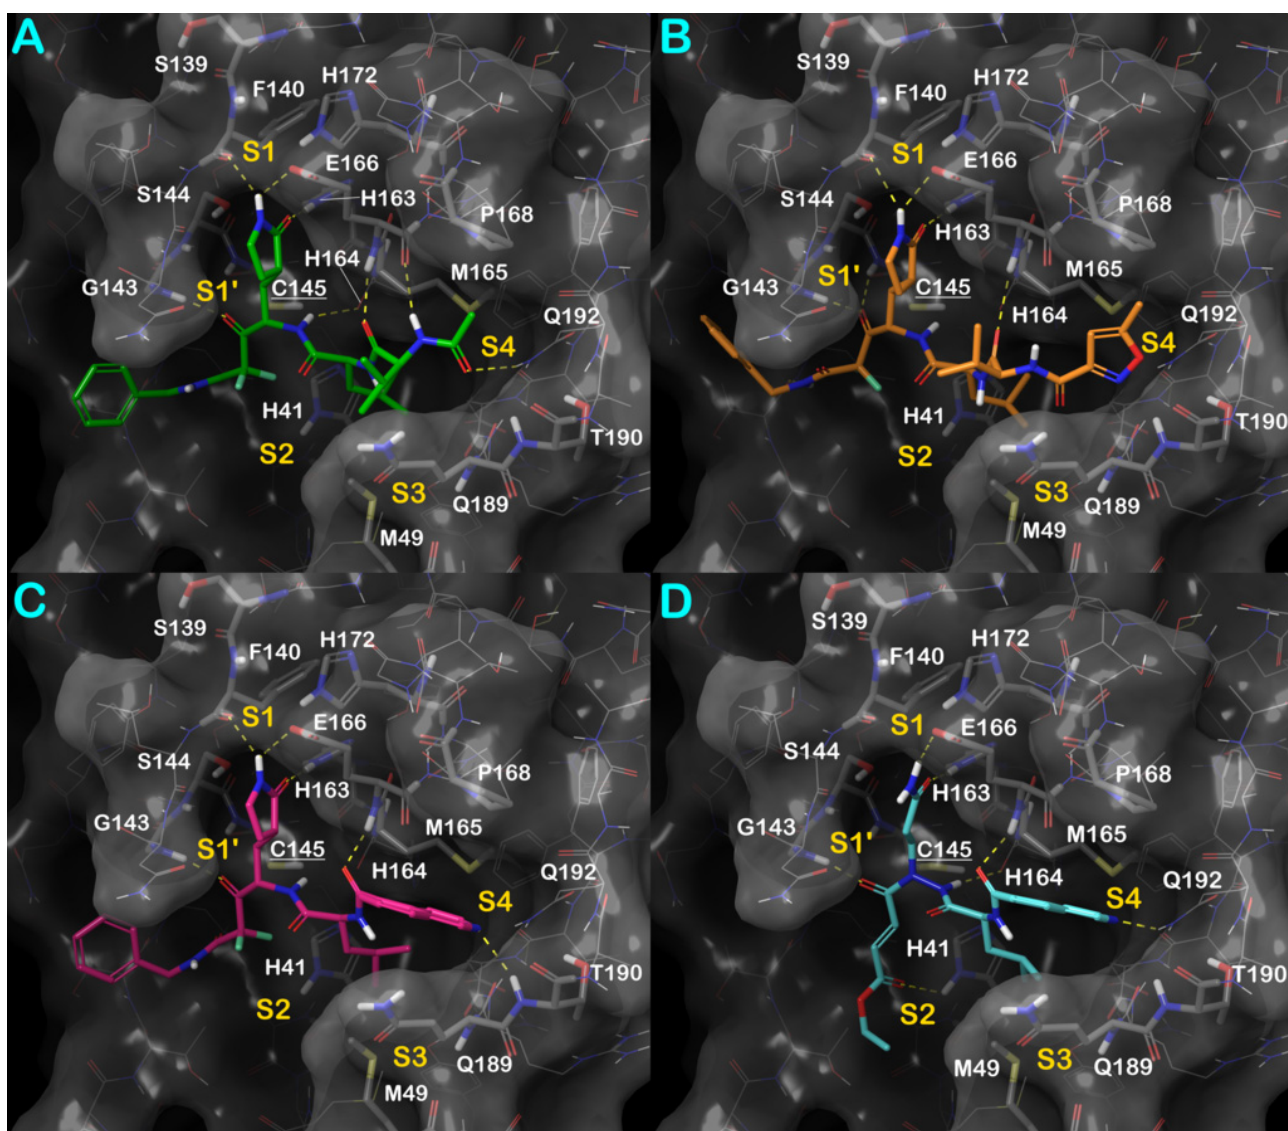 A
S139
H172
F140
S1
E166
S144
H163
P168
H164
G143
S1'
C145
M165
Q192
S4
H41
T190
S2
S3
Q189
M49
B
S139
H172
F140
S1
E166
S144
P168
H163
S1'
G143
C145
M165
Q192
H164
S4
H41
T190
S2
S3
Q189
M49
C
S139
H172
F140
S1
E166
S144
P168
H163
G143
M165
S1'
C145
H164
Q192
S4
H41
T190
S2
S3
Q189
M49
D
S139
H172
F140
S1
E166
S144
P168
H163
G143
M165
S1'
C145
H164
Q192
S4
H41
T190
S2
S3
Q189
M49